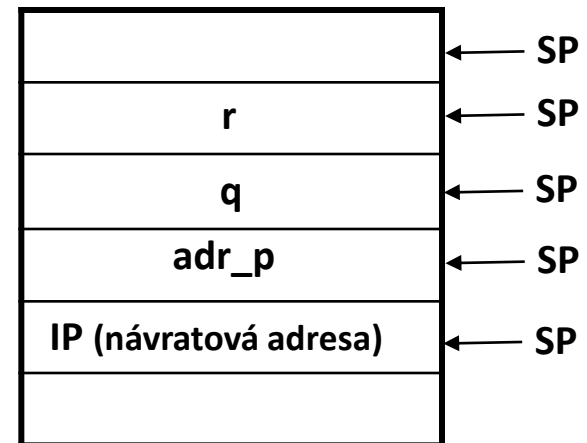 SP
r SP
q SP
adr_p SP
IP (návratová adresa) SP